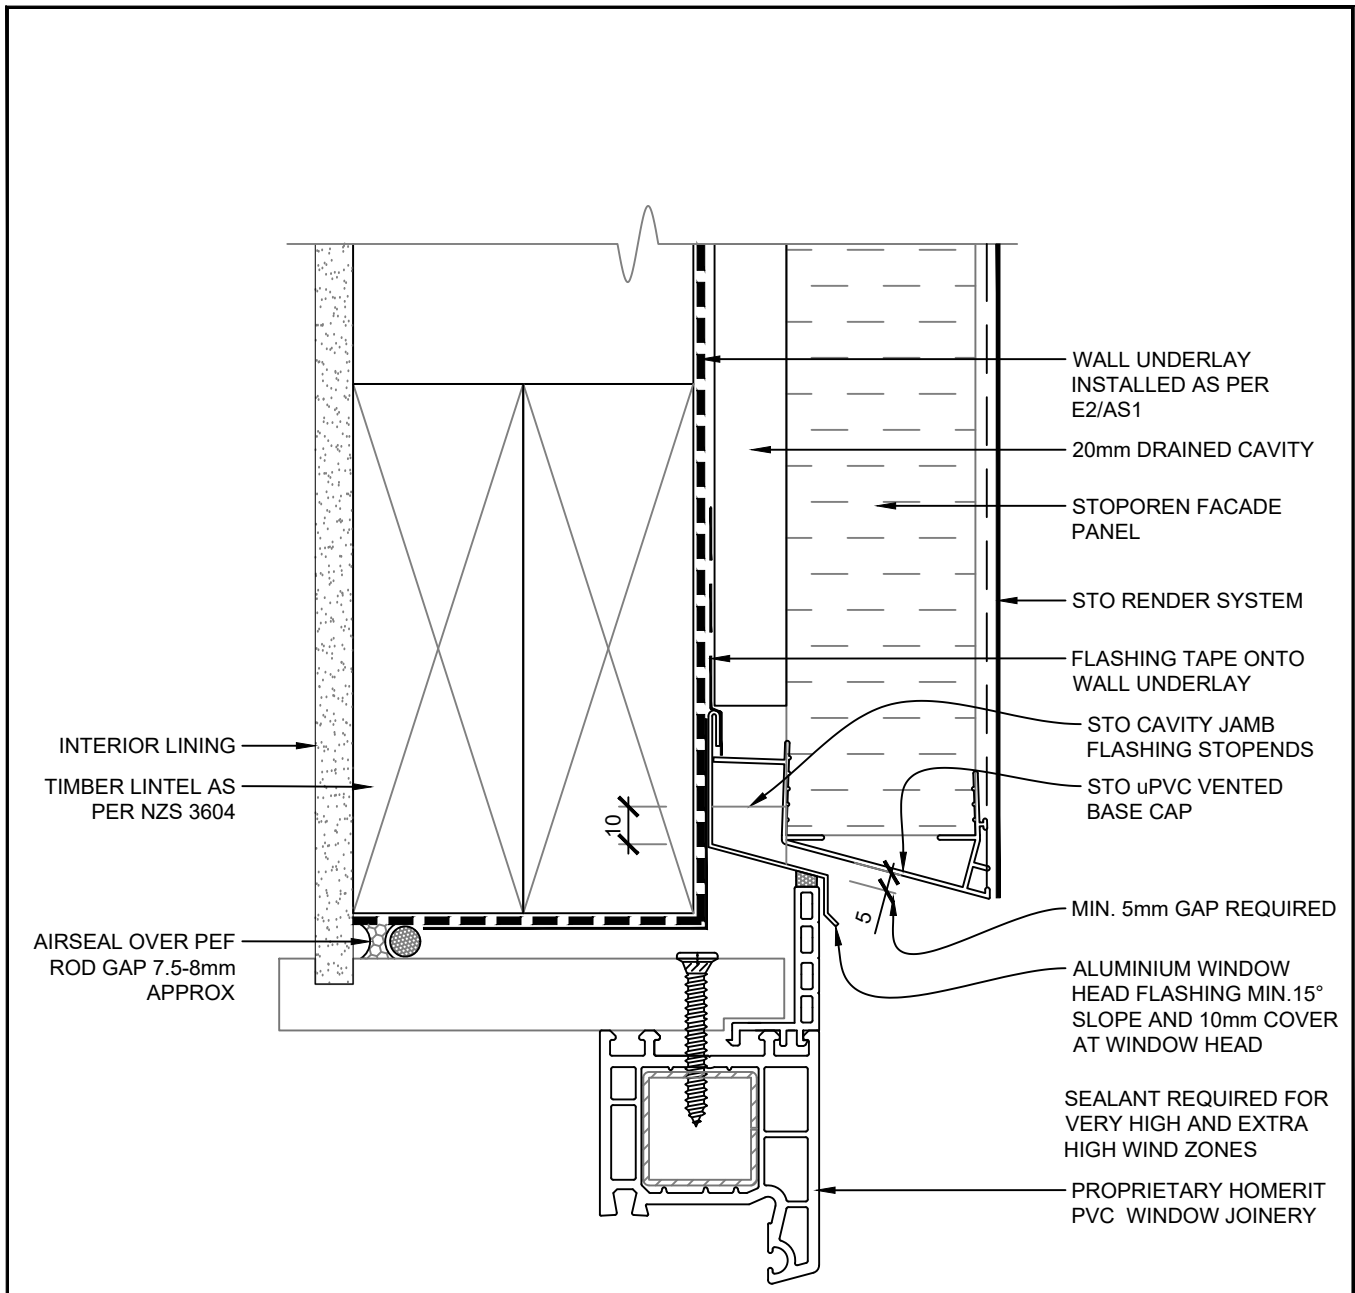 WALL UNDERLAY
INSTALLED AS PER
E2/AS1
20mm DRAINED CAVITY
STOPOREN FACADE
PANEL
STO RENDER SYSTEM
FLASHING TAPE ONTO
WALL UNDERLAY
STO CAVITY JAMB
FLASHING STOPENDS
STO uPVC VENTED
BASE CAP
MIN. 5mm GAP REQUIRED
ALUMINIUM WINDOW
HEAD FLASHING MIN.15°
SLOPE AND 10mm COVER
AT WINDOW HEAD
SEALANT REQUIRED FOR
VERY HIGH AND EXTRA
HIGH WIND ZONES
PROPRIETARY HOMERIT
PVC WINDOW JOINERY
INTERIOR LINING
TIMBER LINTEL AS
PER NZS 3604
AIRSEAL OVER PEF
ROD GAP 7.5-8mm
APPROX
10
5